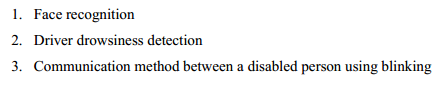 1. Face recognition
2. Driver drowsiness detection
3. Communication method between a disabled person using blinking